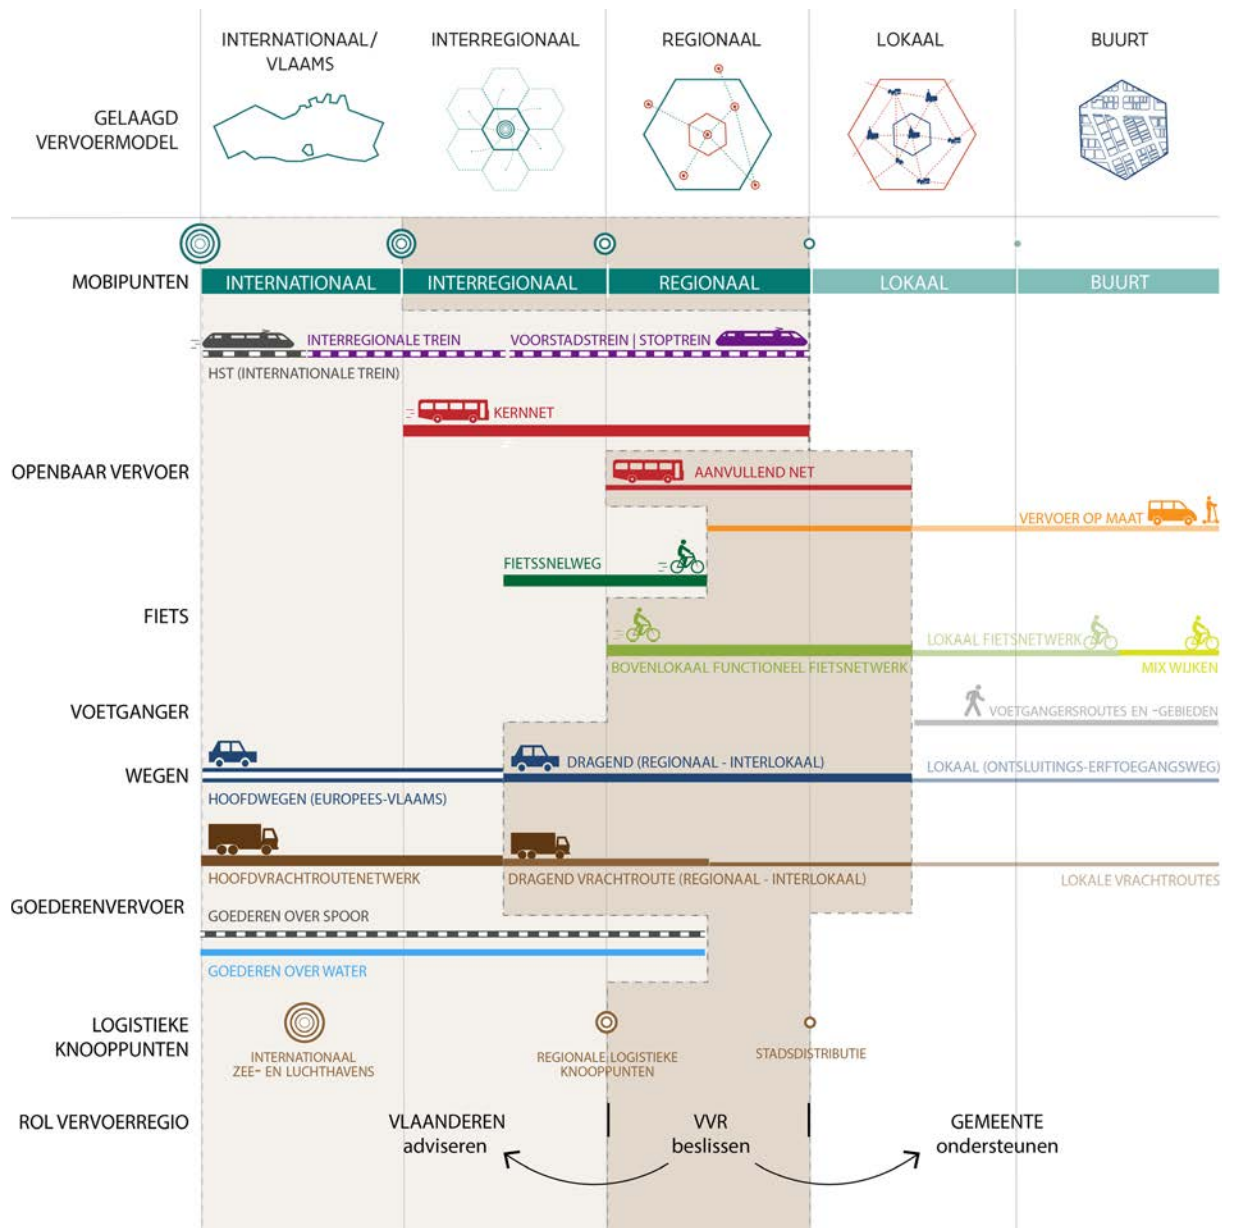 INTERNATIONAAL/
VLAAMS
INTERREGIONAAL
REGIONAAL
LOKAAL
BUURT
GELAAGD
VERVOERMODEL
MOBIPUNTEN
INTERNATIONAAL
INTERREGIONAAL
REGIONAAL
LOKAAL
BUURT
INTERREGIONALE TREIN
VOORSTADSTREIN | STOPTREIN
HST (INTERNATIONALE TREIN)
KERNNET
OPENBAAR VERVOER
AANVULLEND NET
VERVOER OP MAAT
FIETSSNELWEG
FIETS
LOKAAL FIETSNETWERK
BOVENLOKAAL FUNCTIONEEL FIETSNETWERK
MIX WIJKEN
VOETGANGER
VOETGANGERSROUTES EN -GEBIEDEN
WEGEN
DRAGEND (REGIONAAL - INTERLOKAAL)
LOKAAL (ONTSLUITINGS-ERFTOEGANGSWEG)
HOOFDWEGEN (EUROPEES-VLAAMS)
HOOFDVRACHTROUTENETWERK
DRAGEND VRACHTROUTE (REGIONAAL - INTERLOKAAL)
LOKALE VRACHTROUTES
GOEDERENVERVOER
GOEDEREN OVER SPOOR
GOEDEREN OVER WATER
LOGISTIEKE
KNOOPPUNTEN
INTERNATIONAAL
ZEE- EN LUCHTHAVENS
REGIONALE LOGISTIEKE
KNOOPPUNTEN
STADSDISTRIBUTIE
ROL VERVOERREGIO
VLAANDEREN
adviseren
VVR
beslissen
GEMEENTE
ondersteunen